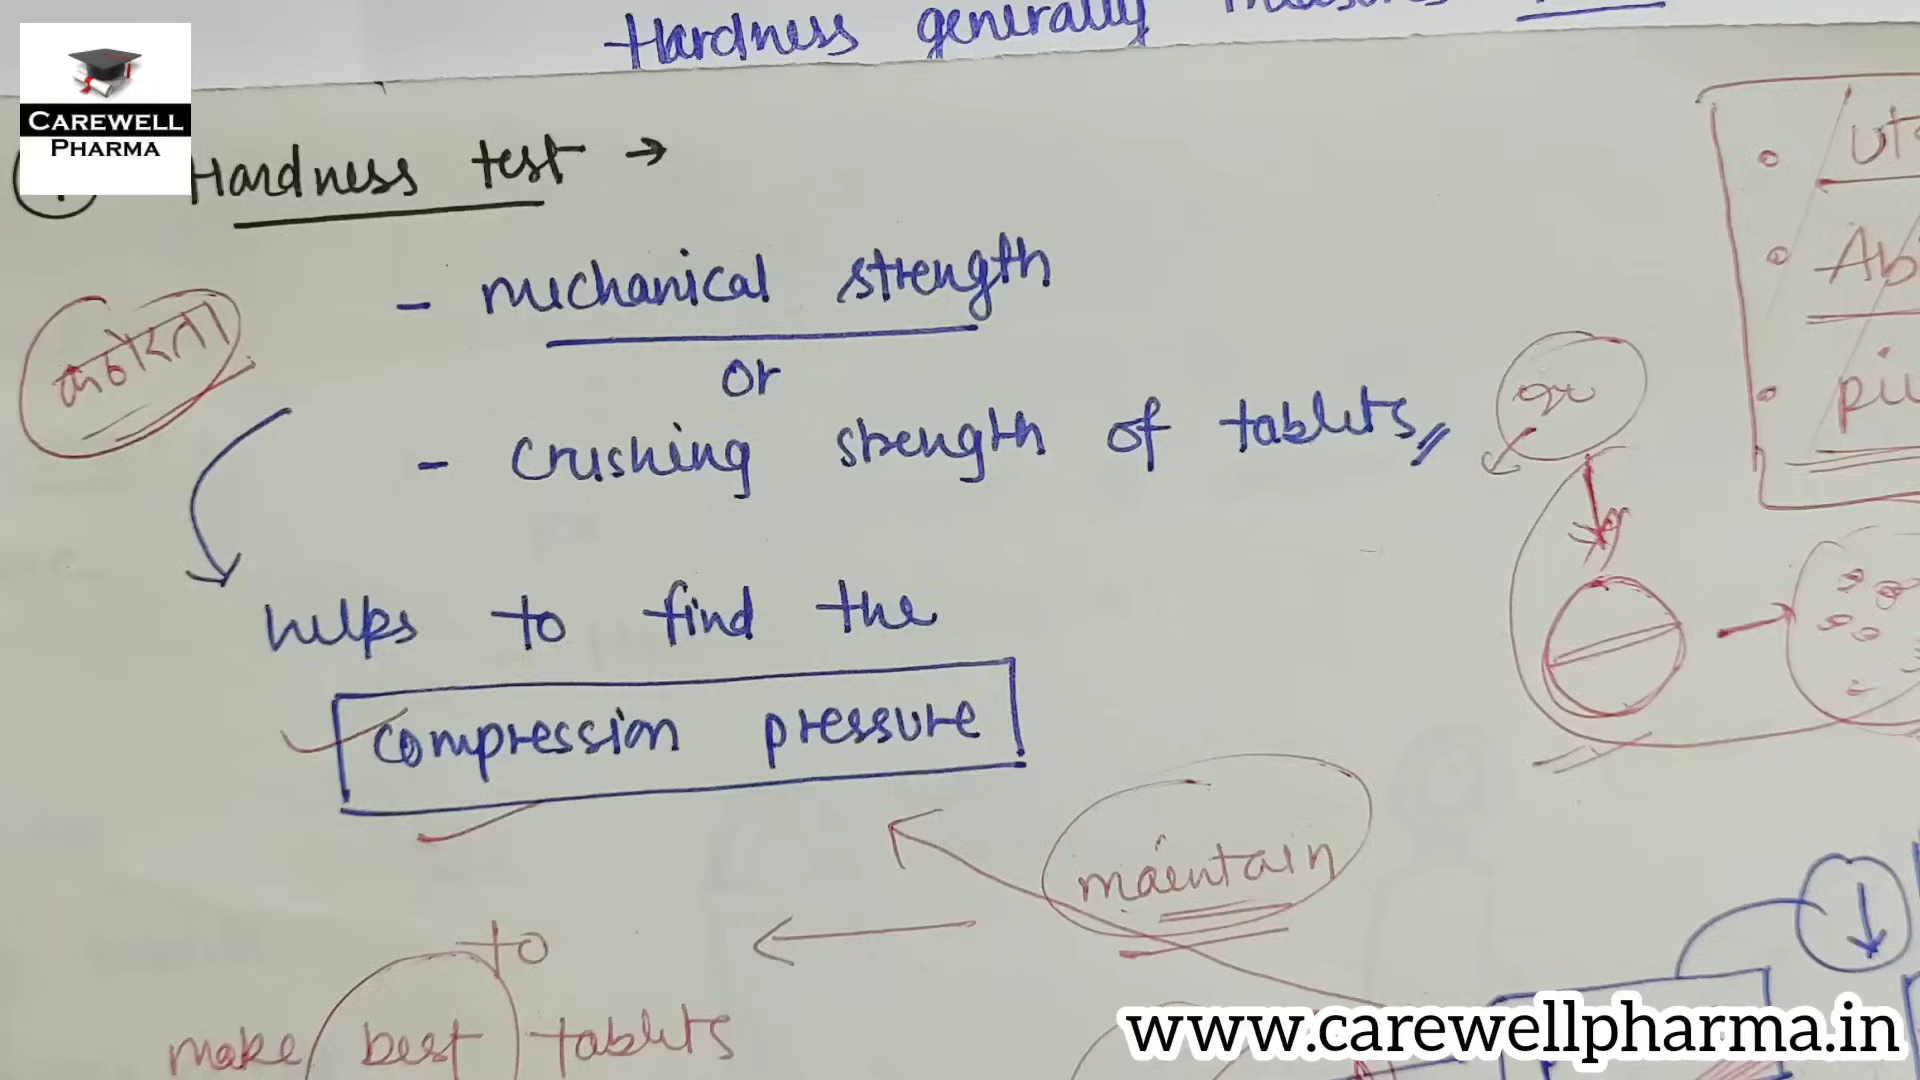 Hardness generally
CAREWELL
PHARMA
Hardness test →
- mechanical strength
or
- crushing strength of tablets
कठोरता
helps to find the
compression pressure
maintain
to
make best tablets
www.carewellpharma.in